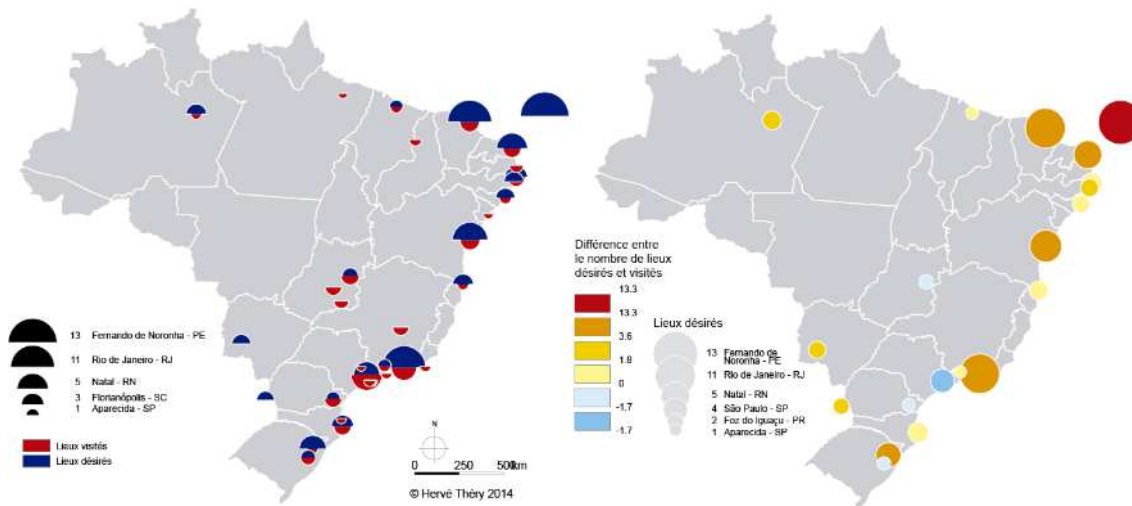 13 Fernando de Noronha - PE
11 Rio de Janeiro - RJ
5 Natal - RN
3 Florianópolis - SC
1 Aparecida - SP
Lieux visités
Lieux désirés
N
0 250 500km
© Hervé Théry 2014
Différence entre
le nombre de lieux
désirés et visités
13.3
13.3
3.6
1.8
0
-1.7
-1.7
Lieux désirés
13 Fernando de
Noronha - PE
11 Rio de Janeiro - RJ
5 Natal - RN
4 São Paulo - SP
2 Foz do Iguaçu - PR
1 Aparecida - SP